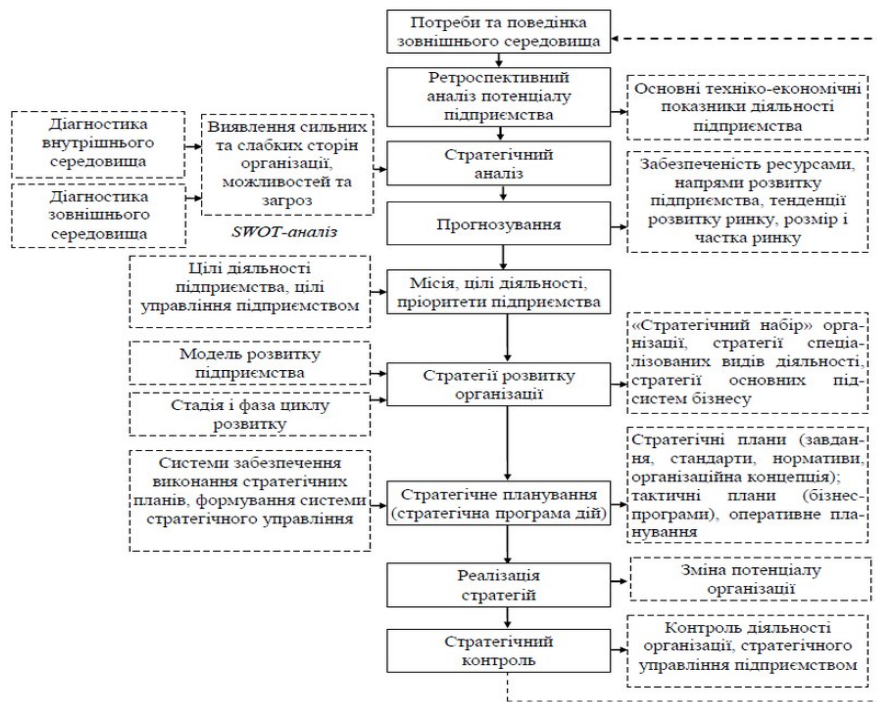 Потреби та поведінка
зовнішнього середовища
Ретроспективний
аналіз потенціалу
підприємства
Основні техніко-економічні
показники діяльності
підприємства
Діагностика
внутрішнього
середовища
Діагностика
зовнішнього
середовища
Виявлення сильних
та слабких сторін
організації,
можливостей та
загроз
SWOT-аналіз
Стратегічний
аналіз
Забезпеченість ресурсами,
напрями розвитку
підприємства, тенденції
розвитку ринку, розмір і
частка ринку
Прогнозування
Цілі діяльності
підприємства, цілі
управління підприємством
Місія, цілі діяльності,
пріоритети підприємства
«Стратегічний набір» орга-
нізації, стратегії спеціа-
лізованих видів діяльності,
стратегії основних під-
систем бізнесу
Модель розвитку
підприємства
Стадія і фаза циклу
розвитку
Стратегії розвитку
організації
Системи забезпечення
виконання стратегічних
планів, формування системи
стратегічного управління
Стратегічне планування
(стратегічна програма дій)
Стратегічні плани (завдан-
ня, стандарти, нормативи,
організаційна концепція);
тактичні плани (бізнес-
програми), оперативне пла-
нування
Реалізація
стратегій
Зміна потенціалу
організації
Стратегічний
контроль
Контроль діяльності
організації, стратегічного
управління підприємством